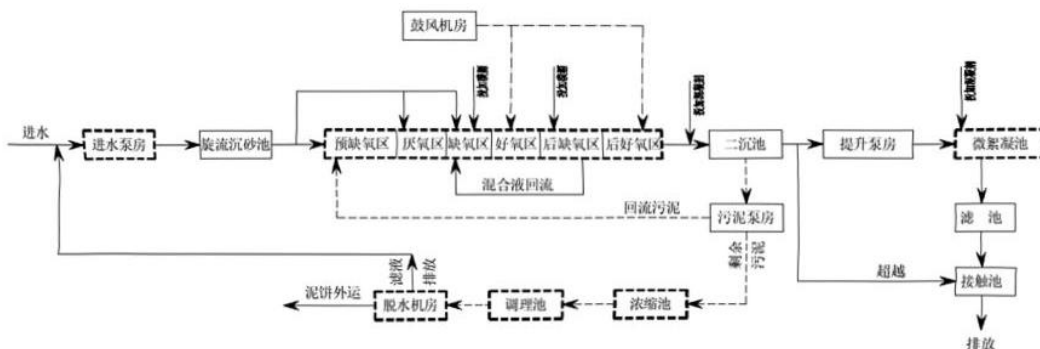 鼓风机房
进水
进水泵房
旋流沉砂池
预缺氧区
厌氧区
缺氧区
好氧区
后缺氧区
后好氧区
二沉池
提升泵房
微絮凝池
混合液回流
回流污泥
污泥泵房
滤 池
剩余
污泥
滤液
排放
超越
接触池
泥饼外运
脱水机房
调理池
浓缩池
排放